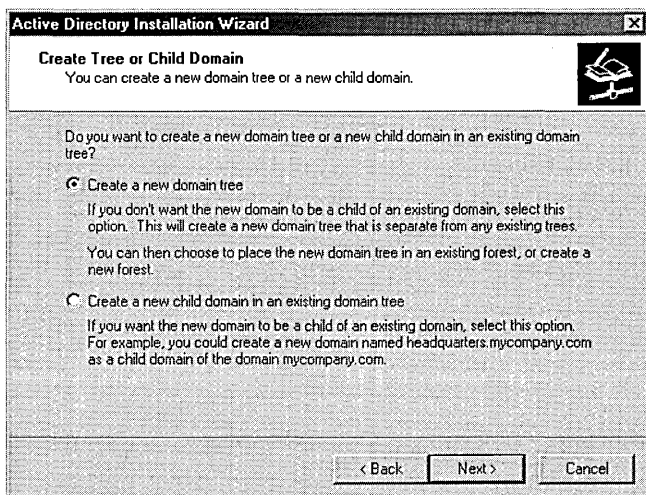 Active Directory Installation Wizard
Create Tree or Child Domain
You can create a new domain tree or a new child domain.
Do you want to create a new domain tree or a new child domain in an existing domain
tree?
Create a new domain tree
If you don't want the new domain to be a child of an existing domain, select this
option. This will create a new domain tree that is separate from any existing trees.
You can then choose to place the new domain tree in an existing forest, or create a
new forest.
Create a new child domain in an existing domain tree
If you want the new domain to be a child of an existing domain, select this option.
For example, you could create a new domain named headquarters.mycompany.com
as a child domain of the domain mycompany.com.
< Back Next > Cancel